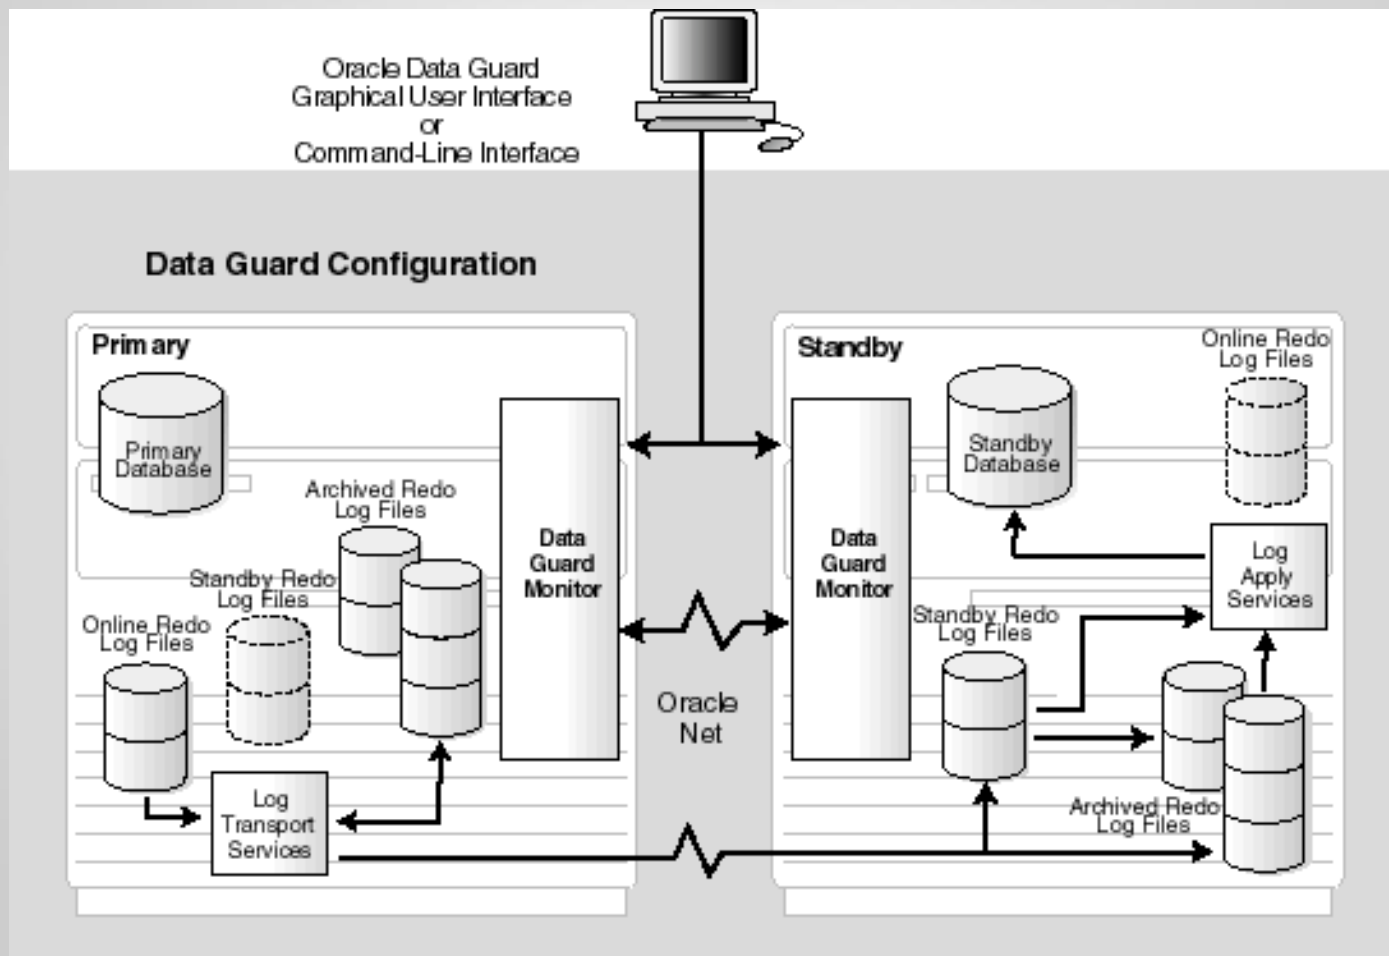 Oracle Data Guard
Graphical User Interface
or
Command-Line Interface
Data Guard Configuration
Primary
Primary
Database
Archived Redo
Log Files
Standby Redo
Log Files
Online Redo
Log Files
Log
Transport
Services
Data
Guard
Monitor
Oracle
Net
Standby
Data
Guard
Monitor
Standby
Database
Online Redo
Log Files
Log
Apply
Services
Standby Redo
Log Files
Archived Redo
Log Files